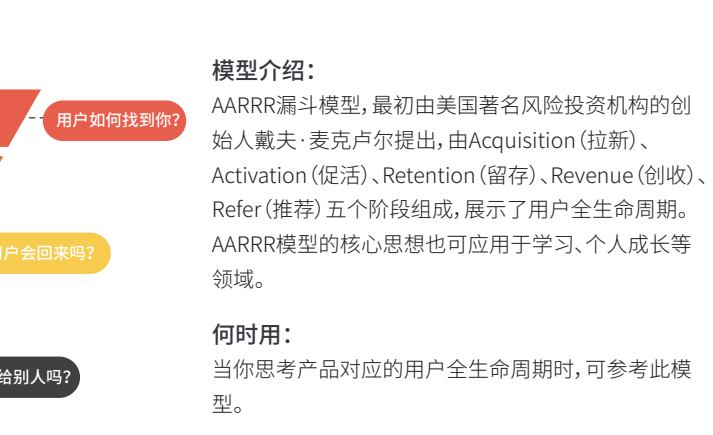 模型介绍：
AARRR漏斗模型，最初由美国著名风险投资机构的创
始人戴夫·麦克卢尔提出，由Acquisition（拉新）、
Activation（促活）、Retention（留存）、Revenue（创收）、
Refer（推荐）五个阶段组成，展示了用户全生命周期。
AARRR模型的核心思想也可应用于学习、个人成长等
领域。
何时用：
当你思考产品对应的用户全生命周期时，可参考此模
型。
用户如何找到你？
户会回来吗？
给别人吗？